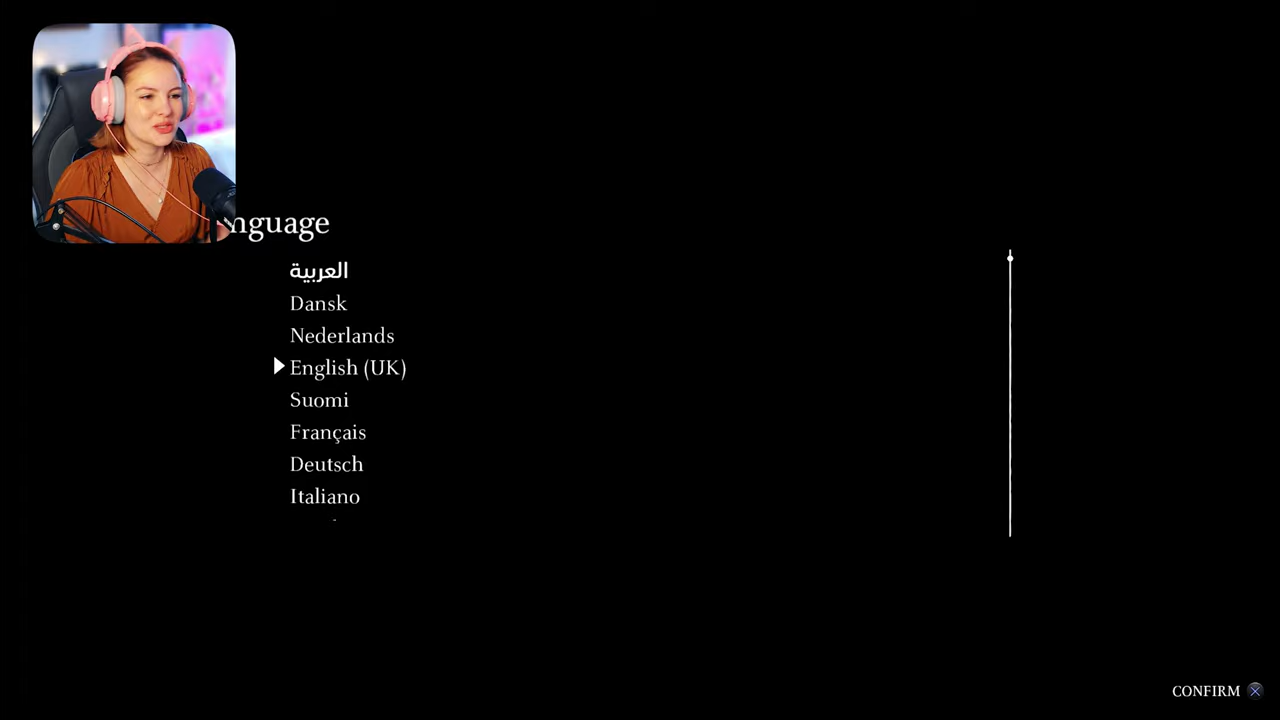 nguage
العربية
Dansk
Nederlands
English (UK)
Suomi
Français
Deutsch
Italiano
CONFIRM